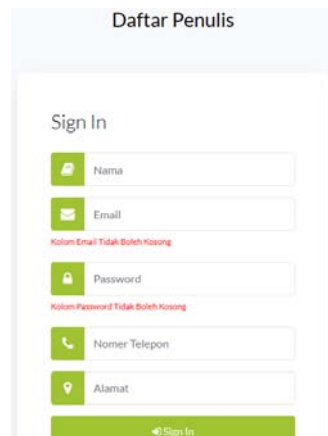 Daftar Penulis
Sign In
Nama
Email
Kolom Email Tidak Boleh Kosong
Password
Kolom Password Tidak Boleh Kosong
Nomer Telepon
Alamat
Sign In